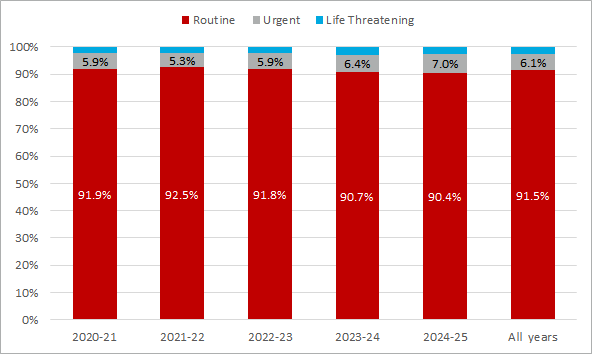 Routine Urgent Life Threatening
100%
90%
80%
70%
60%
50%
40%
30%
20%
10%
0%
5.9% 5.3% 5.9% 6.4% 7.0% 6.1%
91.9% 92.5% 91.8% 90.7% 90.4% 91.5%
2020-21 2021-22 2022-23 2023-24 2024-25 All years